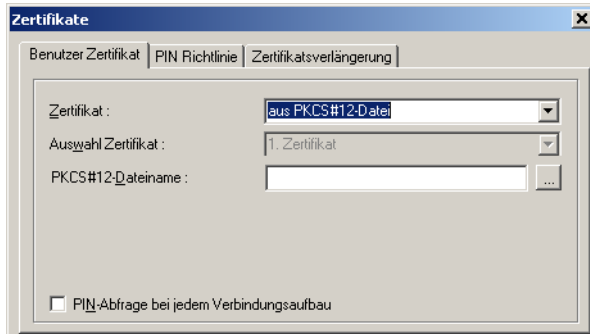 Zertifikate
Benutzer Zertifikat PIN Richtlinie Zertifikatsverlängerung
Zertifikat : aus PKCS#12-Datei
Auswahl Zertifikat : 1. Zertifikat
PKCS#12-Dateiname : ...
PIN-Abfrage bei jedem Verbindungsaufbau